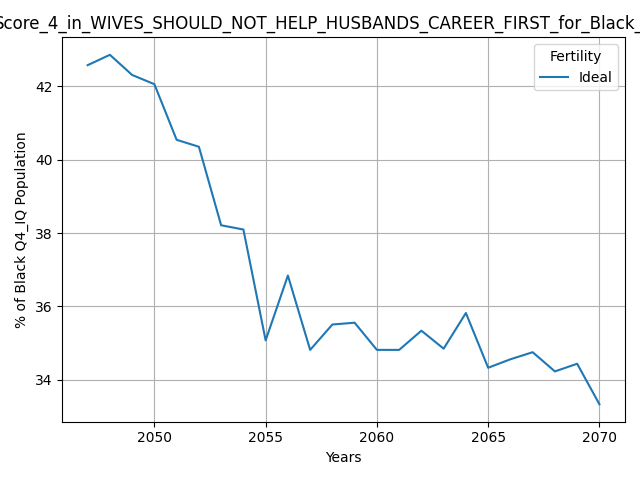 Score_4_in_WIVES_SHOULD_NOT_HELP_HUSBANDS_CAREER_FIRST_for_Black_
Fertility
Ideal
% of Black Q4_IQ Population
42
40
38
36
34
2050 2055 2060 2065 2070
Years